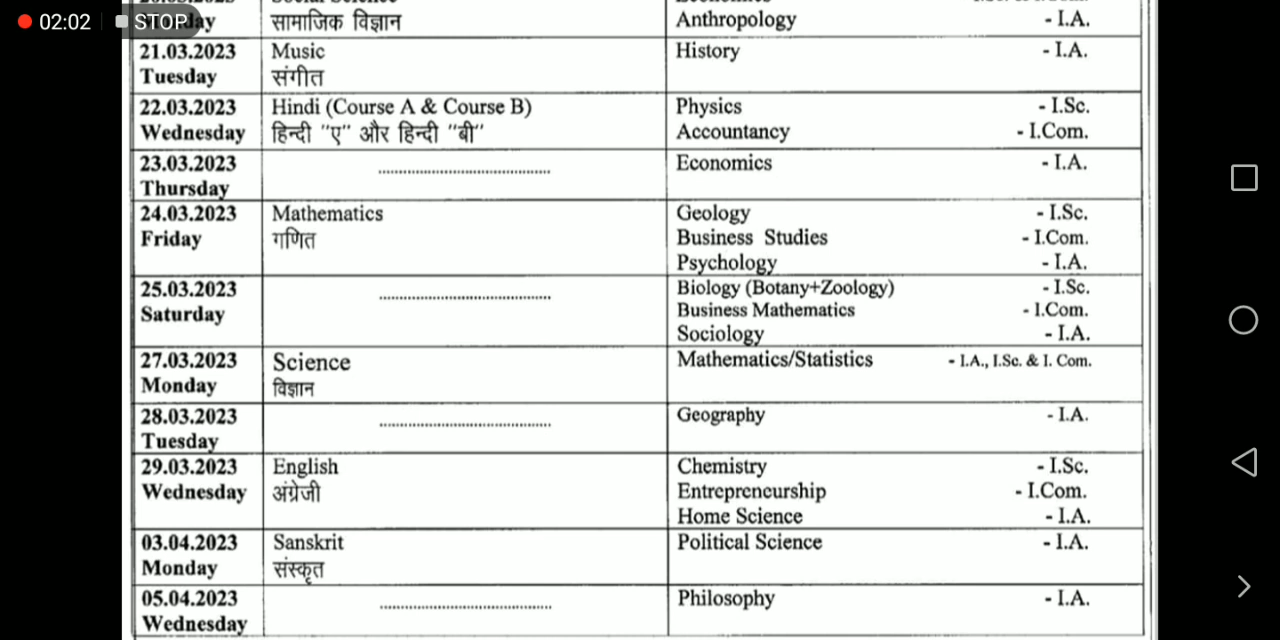 02:02 STOP
सामाजिक विज्ञान Anthropology - I.A.
21.03.2023 Music History - I.A.
Tuesday संगीत
22.03.2023 Hindi (Course A & Course B) Physics - I.Sc.
Wednesday हिन्दी "ए" और हिन्दी "बी" Accountancy - I.Com.
23.03.2023 ............................................ Economics - I.A.
Thursday
24.03.2023 Mathematics Geology - I.Sc.
Friday गणित Business Studies - I.Com.
Psychology - I.A.
25.03.2023 ............................................ Biology (Botany+Zoology) - I.Sc.
Saturday Business Mathematics - I.Com.
Sociology - I.A.
27.03.2023 Science Mathematics/Statistics - I.A., I.Sc. & I. Com.
Monday विज्ञान
28.03.2023 ............................................ Geography - I.A.
Tuesday
29.03.2023 English Chemistry - I.Sc.
Wednesday अंग्रेजी Entrepreneurship - I.Com.
Home Science - I.A.
03.04.2023 Sanskrit Political Science - I.A.
Monday संस्कृत
05.04.2023 ............................................ Philosophy - I.A.
Wednesday